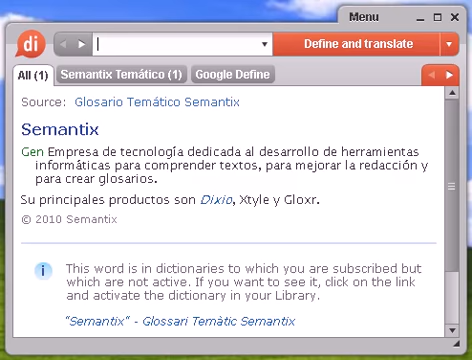 Menu
di
Define and translate
All (1) Semantix Temático (1) Google Define
Source: Glosario Temático Semantix
Semantix
Gen Empresa de tecnología dedicada al desarrollo de herramientas
informáticas para comprender textos, para mejorar la redacción y
para crear glosarios.
Su principales productos son Dixio, Xtyle y Gloxr.
© 2010 Semantix
i
This word is in dictionaries to which you are subscribed but
which are not active. If you want to see it, click on the link
and activate the dictionary in your Library.
"Semantix" - Glossari Temàtic Semantix